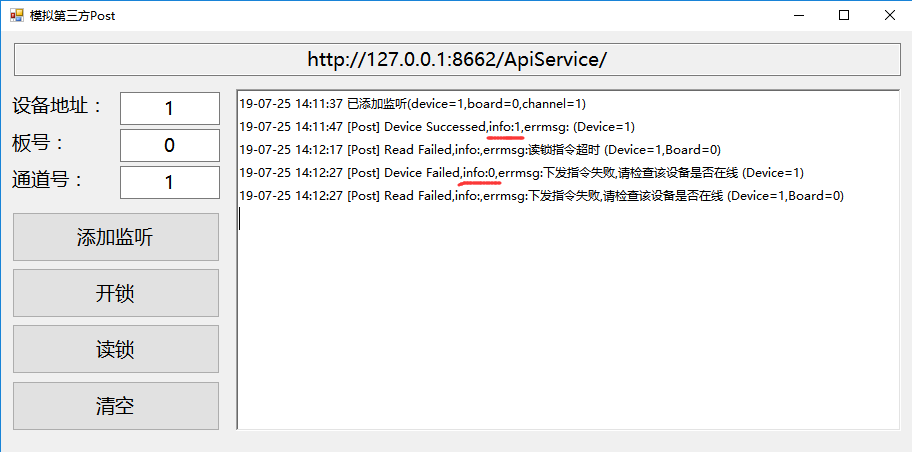 模拟第三方Post
http://127.0.0.1:8662/ApiService/
设备地址： 1
板号： 0
通道号： 1
添加监听
开锁
读锁
清空
19-07-25 14:11:37 已添加监听(device=1,board=0,channel=1)
19-07-25 14:11:47 [Post] Device Successed,info:1,errmsg: (Device=1)
19-07-25 14:12:17 [Post] Read Failed,info:,errmsg:读锁指令超时 (Device=1,Board=0)
19-07-25 14:12:27 [Post] Device Failed,info:0,errmsg:下发指令失败,请检查该设备是否在线 (Device=1)
19-07-25 14:12:27 [Post] Read Failed,info:,errmsg:下发指令失败,请检查该设备是否在线 (Device=1,Board=0)